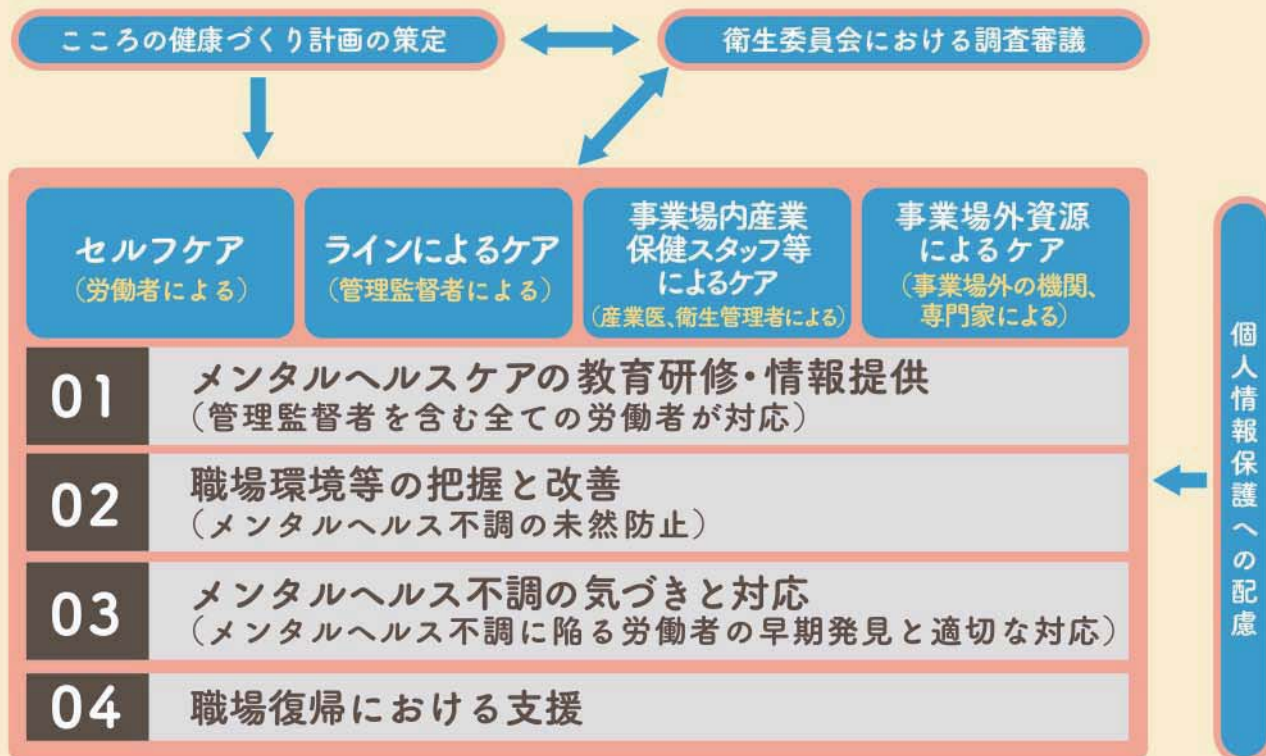 こころの健康づくり計画の策定
衛生委員会における調査審議
セルフケア
（労働者による）
ラインによるケア
（管理監督者による）
事業場内産業
保健スタッフ等
によるケア
（産業医、衛生管理者による）
事業場外資源
によるケア
（事業場外の機関、
専門家による）
01
メンタルヘルスケアの教育研修・情報提供
（管理監督者を含む全ての労働者が対応）
02
職場環境等の把握と改善
（メンタルヘルス不調の未然防止）
03
メンタルヘルス不調の気づきと対応
（メンタルヘルス不調に陥る労働者の早期発見と適切な対応）
04
職場復帰における支援
個人情報保護への配慮